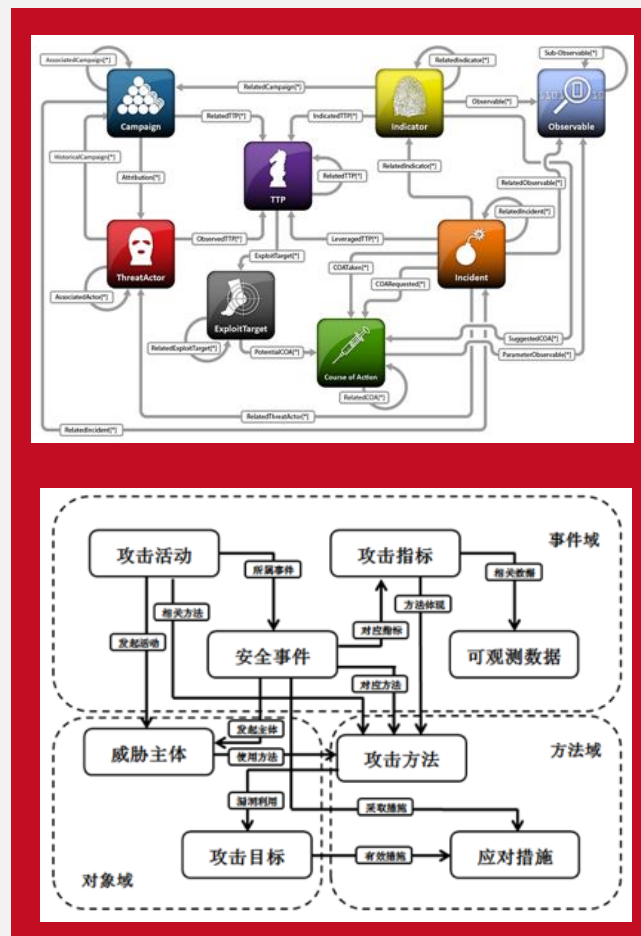 AssociatedCampaign[*]
RelatedIndicator[*]
Sub-Observable[*]
RelatedCampaign[*]
Observable[*]
Campaign
RelatedTTP[*]
IndicatedTTP[*]
Indicator
Observable
HistoricalCampaign[*]
RelatedTTP[*]
RelatedIndicator[*]
Attribution[*]
RelatedObservable[*]
TTP
RelatedIncident[*]
ObservedTTP[*]
LeveragedTTP[*]
ExploitTarget[*]
COATaken[*]
ThreatActor
COARequested[*]
Incident
AssociatedActor[*]
ExploitTarget
SuggestedCOA[*]
RelatedExploitTarget[*]
PotentialCOA[*]
ParameterObservable[*]
Course of Action
RelatedCOA[*]
RelatedThreatActor[*]
RelatedIncident[*]
事件域
攻击活动
攻击指标
所属事件
相关数据
相关方法
方法体现
对应指标
发起活动
安全事件
可观测数据
对应方法
发起主体
方法域
威胁主体
使用方法
攻击方法
漏洞利用
采取措施
攻击目标
有效措施
应对措施
对象域